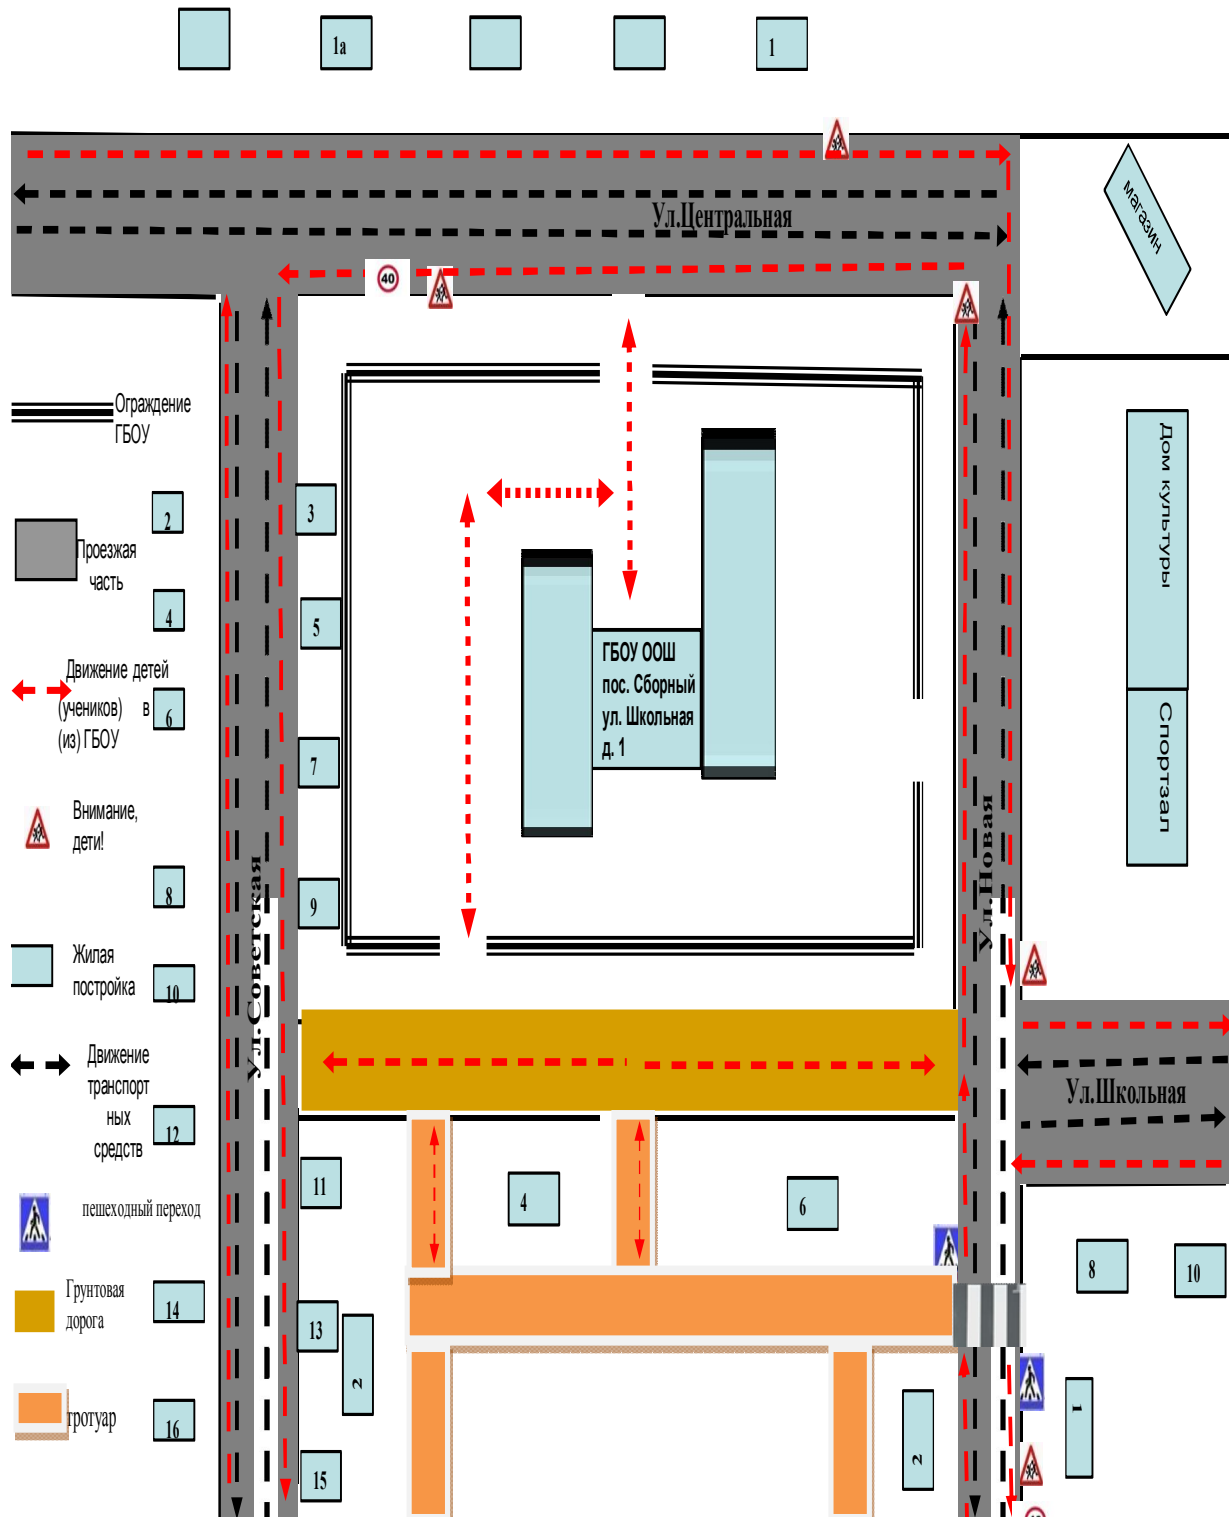 1а
1
Ул.Центральная
40
магазин
Ограждение
ГБОУ
2
3
Проезжая
часть
4
5
Движение детей
(учеников) в
(из) ГБОУ
6
7
ГБОУ ООШ
пос. Сборный
ул. Школьная
д. 1
Дом культуры
Спортзал
Внимание,
дети!
8
9
Ул.Советская
Ул.Новая
Жилая
постройка
10
Движение
транспорт
ных
средств
12
Ул.Школьная
11
4
6
пешеходный переход
8
10
Грунтовая
дорога
14
13
2
тротуар
16
15
2
1